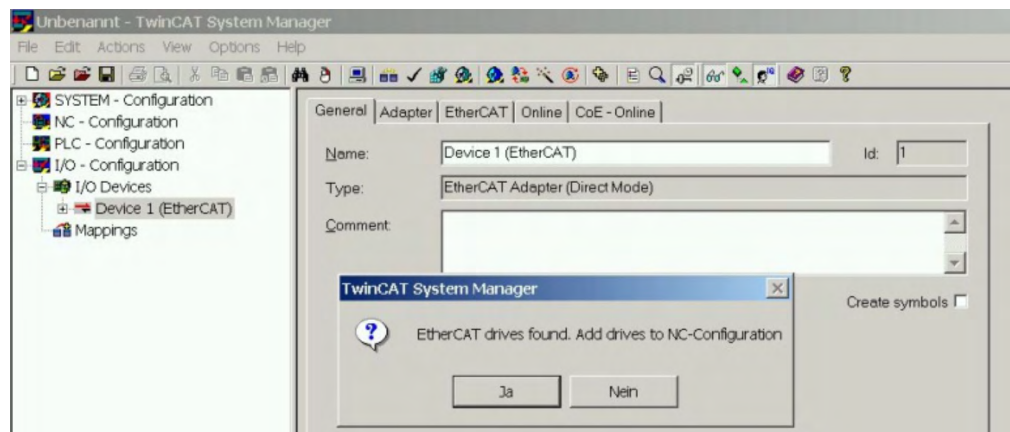 Unbenannt - TwinCAT System Manager
File Edit Actions View Options Help
SYSTEM - Configuration
NC - Configuration
PLC - Configuration
I/O - Configuration
I/O Devices
Device 1 (EtherCAT)
Mappings
General Adapter EtherCAT Online CoE - Online
Name: Device 1 (EtherCAT) Id: 1
Type: EtherCAT Adapter (Direct Mode)
Comment:
Create symbols
TwinCAT System Manager
EtherCAT drives found. Add drives to NC-Configuration
Ja Nein